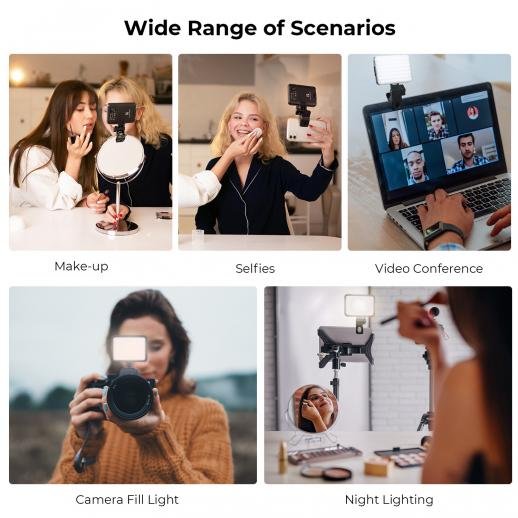 Wide Range of Scenarios
Make-up
Selfies
Video Conference
Camera Fill Light
Night Lighting